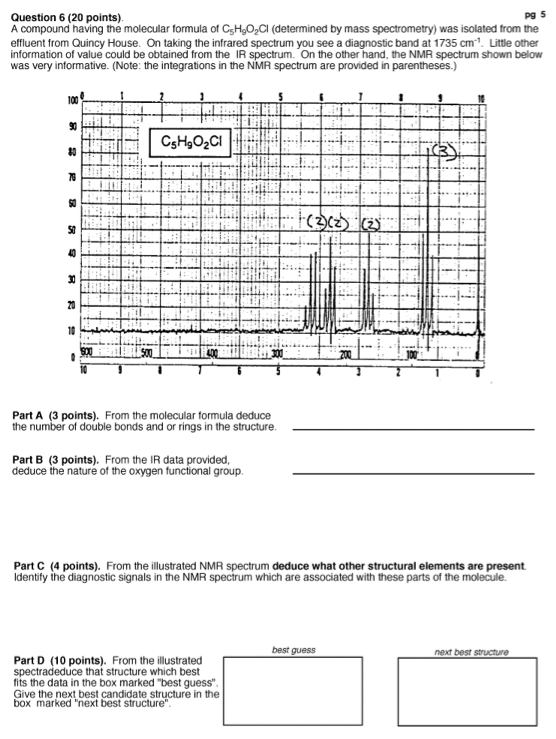 Question 6 (20 points). pg 5
A compound having the molecular formula of C5H9O2Cl (determined by mass spectrometry) was isolated from the
effluent from Quincy House. On taking the infrared spectrum you see a diagnostic band at 1735 cm-1. Little other
information of value could be obtained from the IR spectrum. On the other hand, the NMR spectrum shown below
was very informative. (Note: the integrations in the NMR spectrum are provided in parentheses.)
0 1 2 3 4 5 6 7 8 9 10
100
90
C5H9O2Cl
80 (3)
70
60
(2)(2) (2)
50
40
30
20
10
0 600 500 400 300 200 100 0
10 9 8 7 6 5 4 3 2 1 0
Part A (3 points). From the molecular formula deduce
the number of double bonds and or rings in the structure.
Part B (3 points). From the IR data provided,
deduce the nature of the oxygen functional group.
Part C (4 points). From the illustrated NMR spectrum deduce what other structural elements are present.
Identify the diagnostic signals in the NMR spectrum which are associated with these parts of the molecule.
best guess next best structure
Part D (10 points). From the illustrated
spectradeduce that structure which best
fits the data in the box marked "best guess".
Give the next best candidate structure in the
box marked "next best structure".